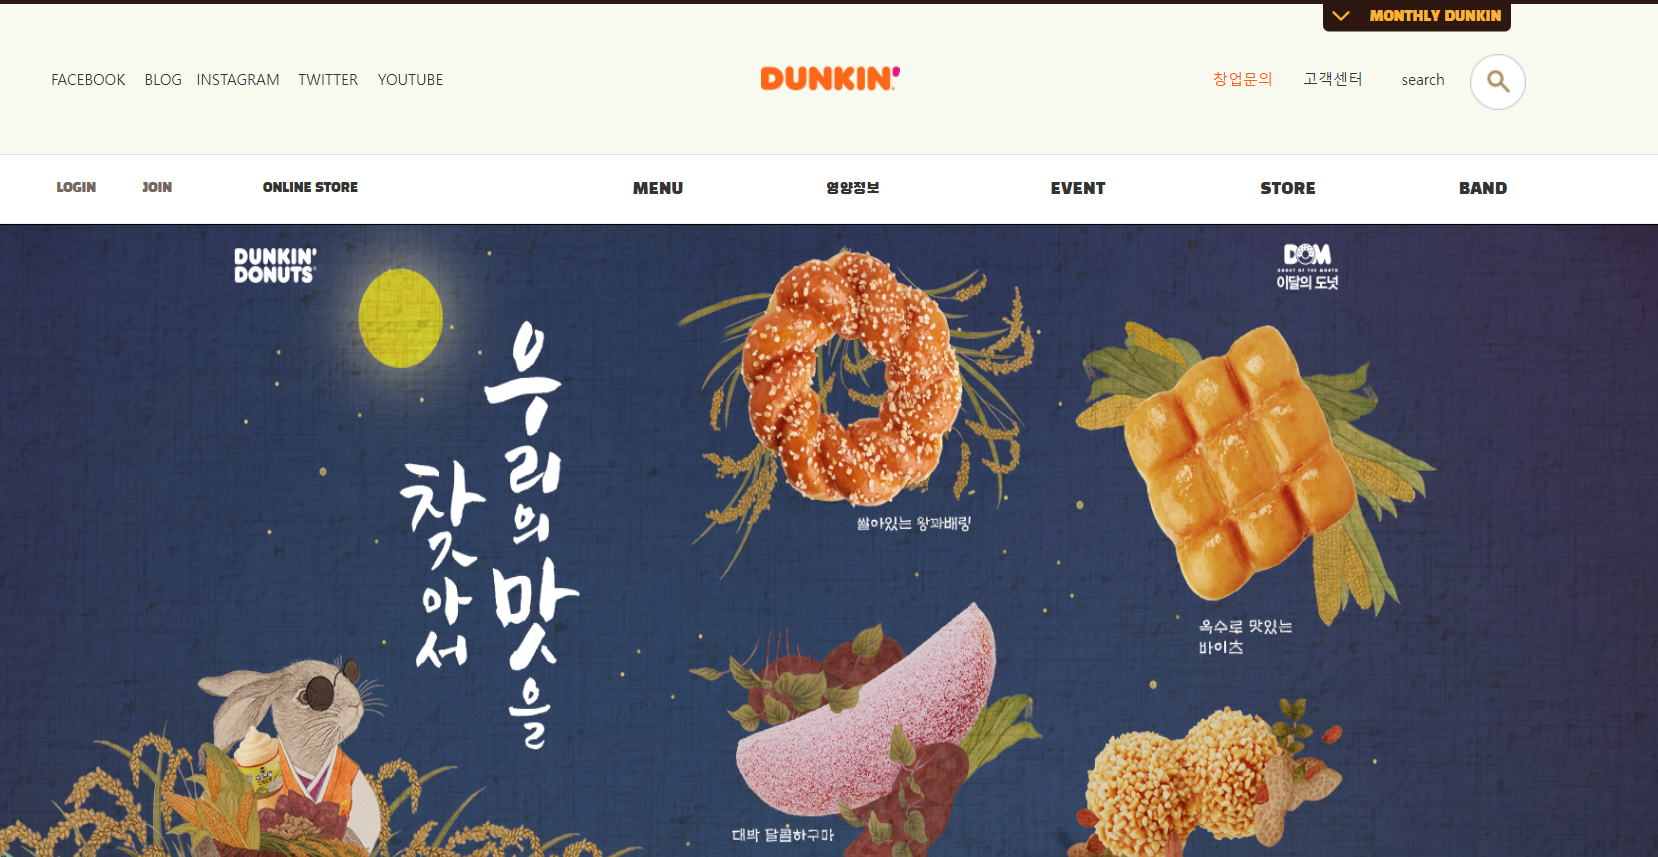 MONTHLY DUNKIN
FACEBOOK BLOG INSTAGRAM TWITTER YOUTUBE
DUNKIN'
창업문의 고객센터 search
LOGIN JOIN ONLINE STORE MENU 영양정보 EVENT STORE BAND
DUNKIN'
DONUTS
DOM
DONUT OF THE MONTH
이달의 도넛
우리의 맛을
찾아서
쌀아있는 왕꽈배링
옥수로 맛있는
바이츠
대박 달콤하구마